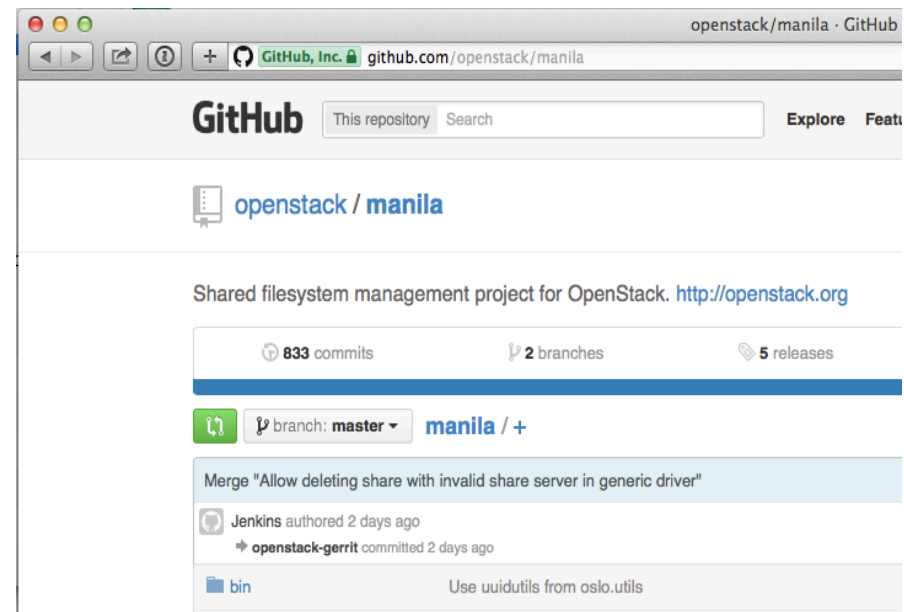 openstack/manila · GitHub
GitHub, Inc. github.com/openstack/manila
GitHub This repository Search Explore Featu
openstack / manila
Shared filesystem management project for OpenStack. http://openstack.org
833 commits 2 branches 5 releases
branch: master manila / +
Merge "Allow deleting share with invalid share server in generic driver"
Jenkins authored 2 days ago
openstack-gerrit committed 2 days ago
bin Use uuidutils from oslo.utils